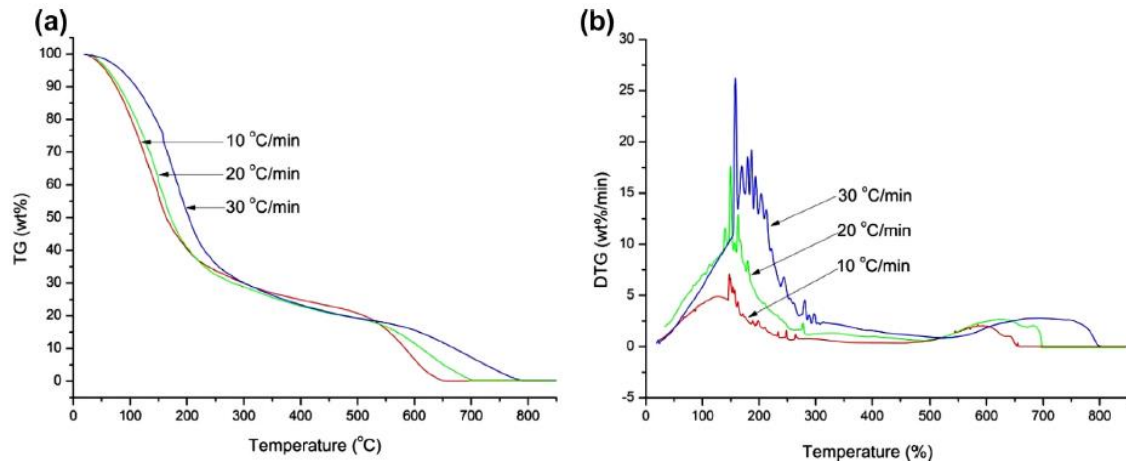 (a)
100
90
80
70
60
50
40
30
20
10
0
TG (wt%)
10 °C/min
20 °C/min
30 °C/min
0 100 200 300 400 500 600 700 800
Temperature (°C)
(b)
30
25
20
15
10
5
0
-5
DTG (wt%/min)
30 °C/min
20 °C/min
10 °C/min
0 100 200 300 400 500 600 700 800
Temperature (%)